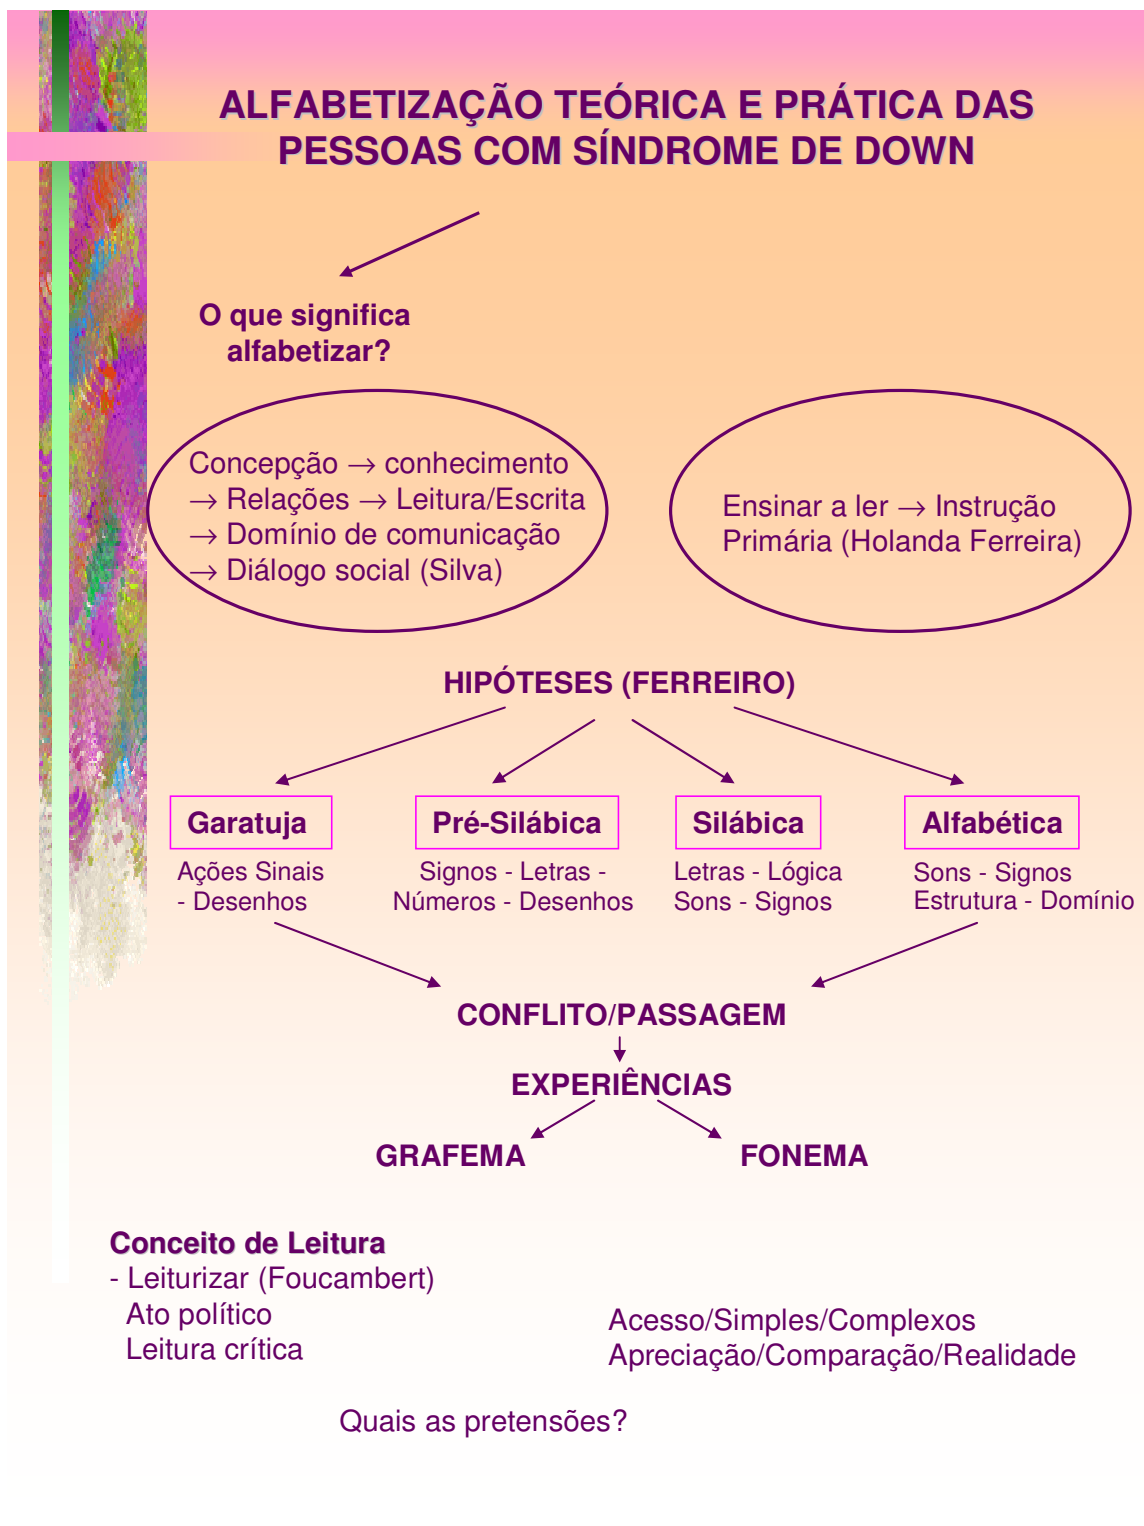 ALFABETIZAÇÃO TEÓRICA E PRÁTICA DAS
PESSOAS COM SÍNDROME DE DOWN
O que significa
alfabetizar?
Concepção → conhecimento
→ Relações → Leitura/Escrita
→ Domínio de comunicação
→ Diálogo social (Silva)
Ensinar a ler → Instrução
Primária (Holanda Ferreira)
HIPÓTESES (FERREIRO)
Garatuja
Ações Sinais
- Desenhos
Pré-Silábica
Signos - Letras -
Números - Desenhos
Silábica
Letras - Lógica
Sons - Signos
Alfabética
Sons - Signos
Estrutura - Domínio
CONFLITO/PASSAGEM
EXPERIÊNCIAS
GRAFEMA
FONEMA
Conceito de Leitura
- Leiturizar (Foucambert)
Ato político
Leitura crítica
Acesso/Simples/Complexos
Apreciação/Comparação/Realidade
Quais as pretensões?